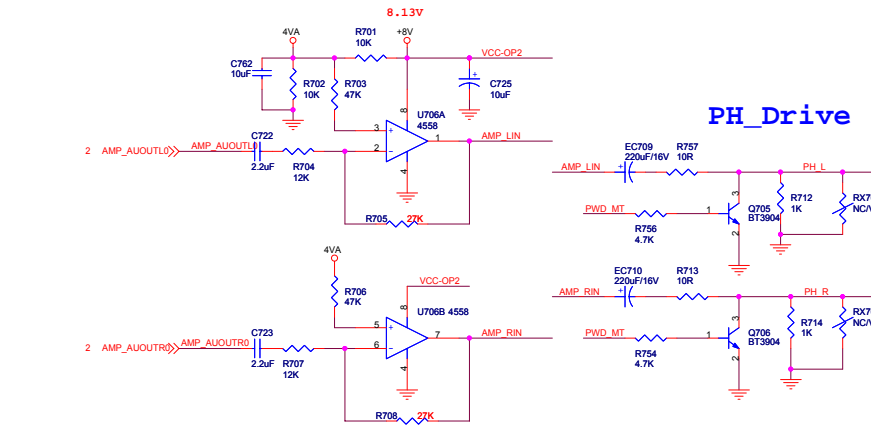 8.13V
4VA
R701
10K
+8V
VCC-OP2
C762
10uF
R702
10K
R703
47K
C725
10uF
PH_Drive
U706A
4558
8
3
+
1
AMP_LIN
2
-
4
2 AMP_AUOUTL0
AMP_AUOUTL0
C722
2.2uF
R704
12K
R705
27K
AMP_LIN
EC709
220uF/16V
+
R757
10R
PH_L
3
R712
1K
RX7
NC/V
PWD_MT
1
Q705
BT3904
R756
4.7K
2
4VA
R706
47K
VCC-OP2
8
U706B 4558
5
+
7
AMP_RIN
6
-
4
2 AMP_AUOUTR0
AMP_AUOUTR0
C723
2.2uF
R707
12K
R708
27K
AMP_RIN
EC710
220uF/16V
+
R713
10R
PH_R
3
R714
1K
RX7
NC/V
PWD_MT
1
Q706
BT3904
R754
4.7K
2